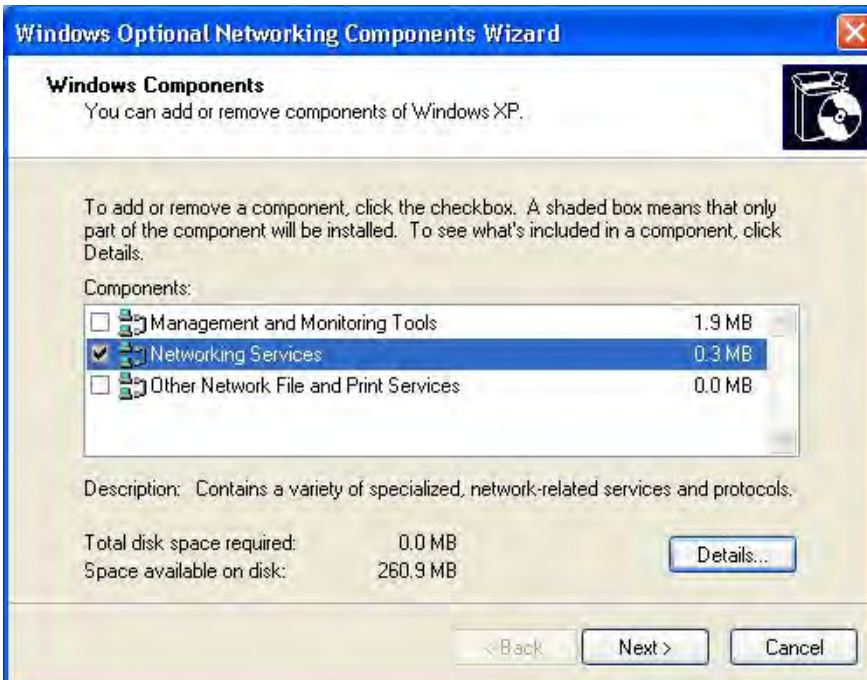 Windows Optional Networking Components Wizard
Windows Components
You can add or remove components of Windows XP.
To add or remove a component, click the checkbox. A shaded box means that only
part of the component will be installed. To see what's included in a component, click
Details.
Components:
Management and Monitoring Tools 1.9 MB
Networking Services 0.3 MB
Other Network File and Print Services 0.0 MB
Description: Contains a variety of specialized, network-related services and protocols.
Total disk space required: 0.0 MB
Space available on disk: 260.9 MB
Details...
< Back Next > Cancel